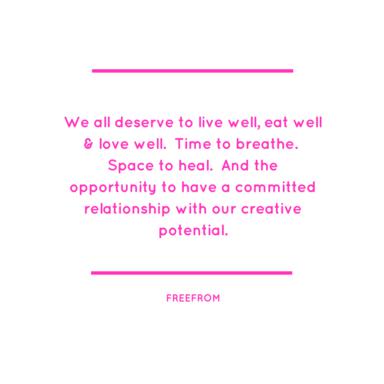 We all deserve to live well, eat well
& love well.  Time to breathe.
Space to heal.  And the
opportunity to have a committed
relationship with our creative
potential.
FREEFROM